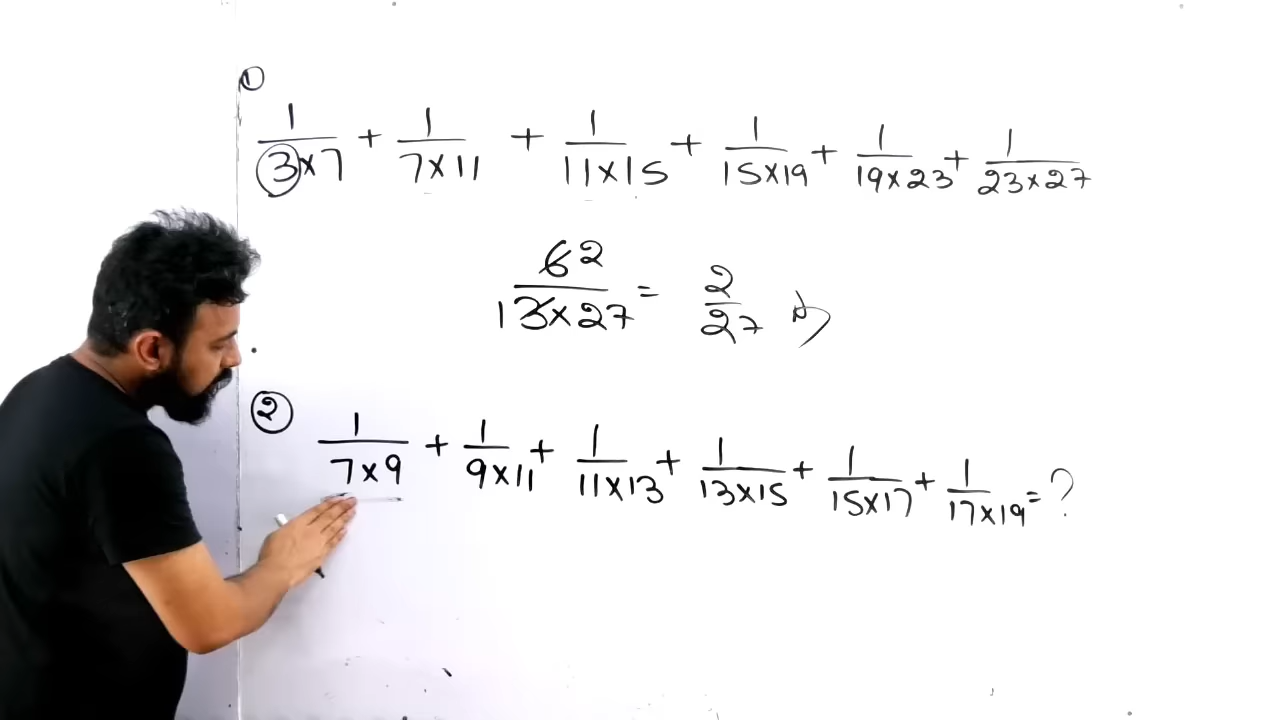 ①
1/(3×7) + 1/(7×11) + 1/(11×15) + 1/(15×19) + 1/(19×23) + 1/(23×27)
6 2/(13×27) = 2/27
② 1/(7×9) + 1/(9×11) + 1/(11×13) + 1/(13×15) + 1/(15×17) + 1/(17×19) = ?